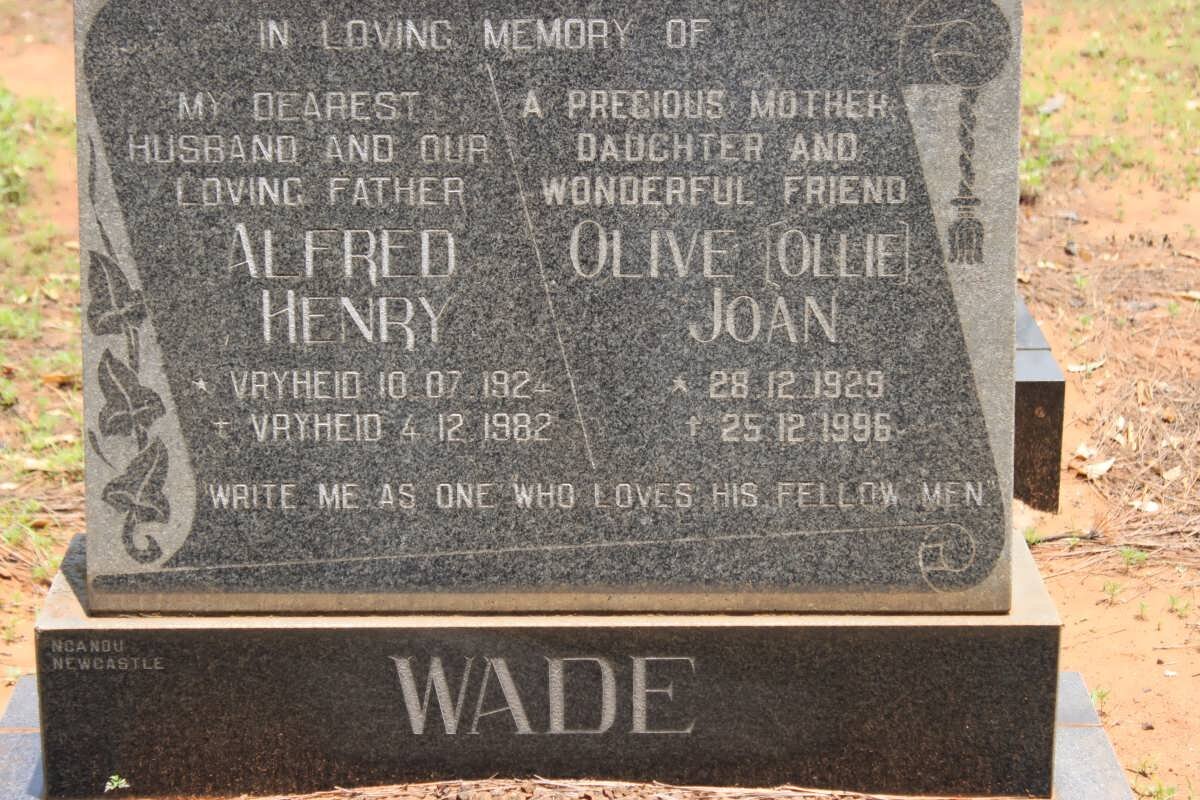 IN LOVING MEMORY OF
MY DEAREST
HUSBAND AND OUR
LOVING FATHER
ALFRED
HENRY
* VRYHEID 10.07.1924
† VRYHEID 4.12.1982
A PRECIOUS MOTHER,
DAUGHTER AND
WONDERFUL FRIEND
OLIVE [OLLIE]
JOAN
* 28.12.1929
† 25.12.1996
"WRITE ME AS ONE WHO LOVES HIS FELLOW MEN"
NCANDU
NEWCASTLE
WADE